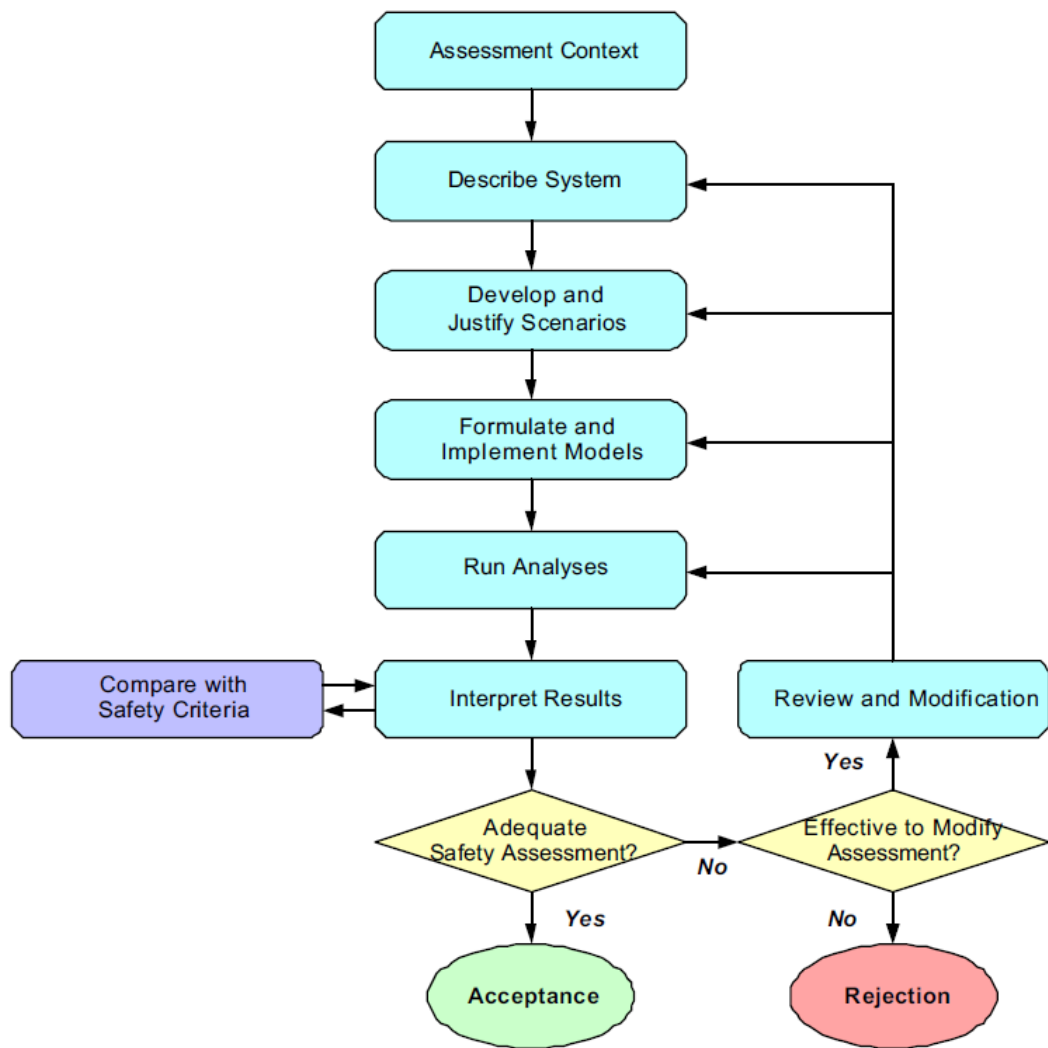 Assessment Context
Describe System
Develop and
Justify Scenarios
Formulate and
Implement Models
Run Analyses
Compare with
Safety Criteria
Interpret Results
Review and Modification
Yes
Adequate
Safety Assessment?
No
Effective to Modify
Assessment?
Yes
No
Acceptance
Rejection